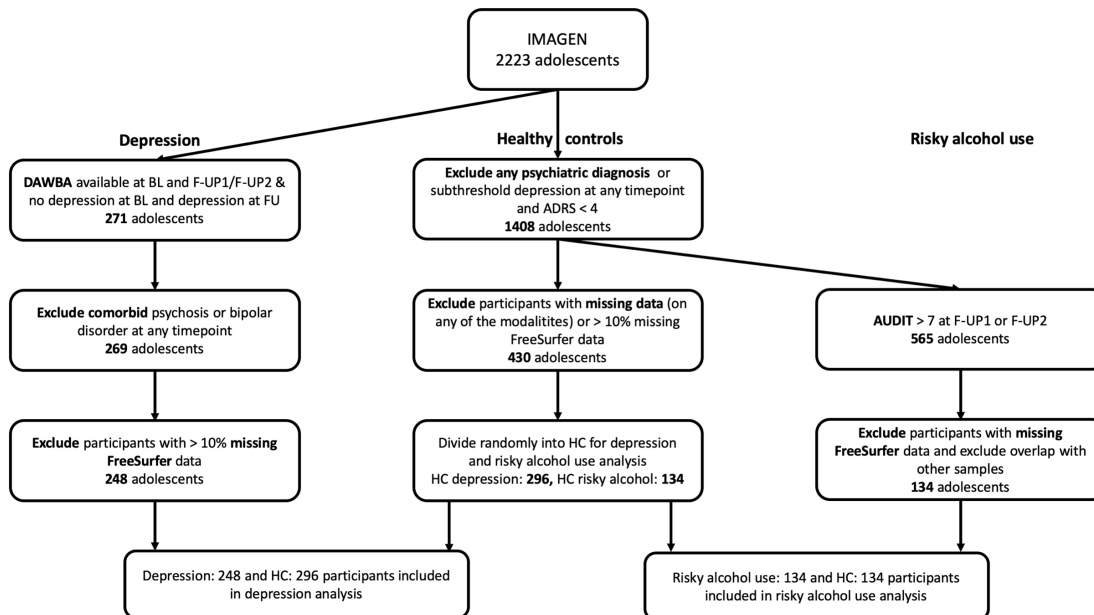 IMAGEN
2223 adolescents
Depression
Healthy controls
Risky alcohol use
DAWBA available at BL and F-UP1/F-UP2 &
no depression at BL and depression at FU
271 adolescents
Exclude any psychiatric diagnosis or
subthreshold depression at any timepoint
and ADRS < 4
1408 adolescents
Exclude comorbid psychosis or bipolar
disorder at any timepoint
269 adolescents
Exclude participants with missing data (on
any of the modalitites) or > 10% missing
FreeSurfer data
430 adolescents
AUDIT > 7 at F-UP1 or F-UP2
565 adolescents
Exclude participants with > 10% missing
FreeSurfer data
248 adolescents
Divide randomly into HC for depression
and risky alcohol use analysis
HC depression: 296, HC risky alcohol: 134
Exclude participants with missing
FreeSurfer data and exclude overlap with
other samples
134 adolescents
Depression: 248 and HC: 296 participants included
in depression analysis
Risky alcohol use: 134 and HC: 134 participants
included in risky alcohol use analysis